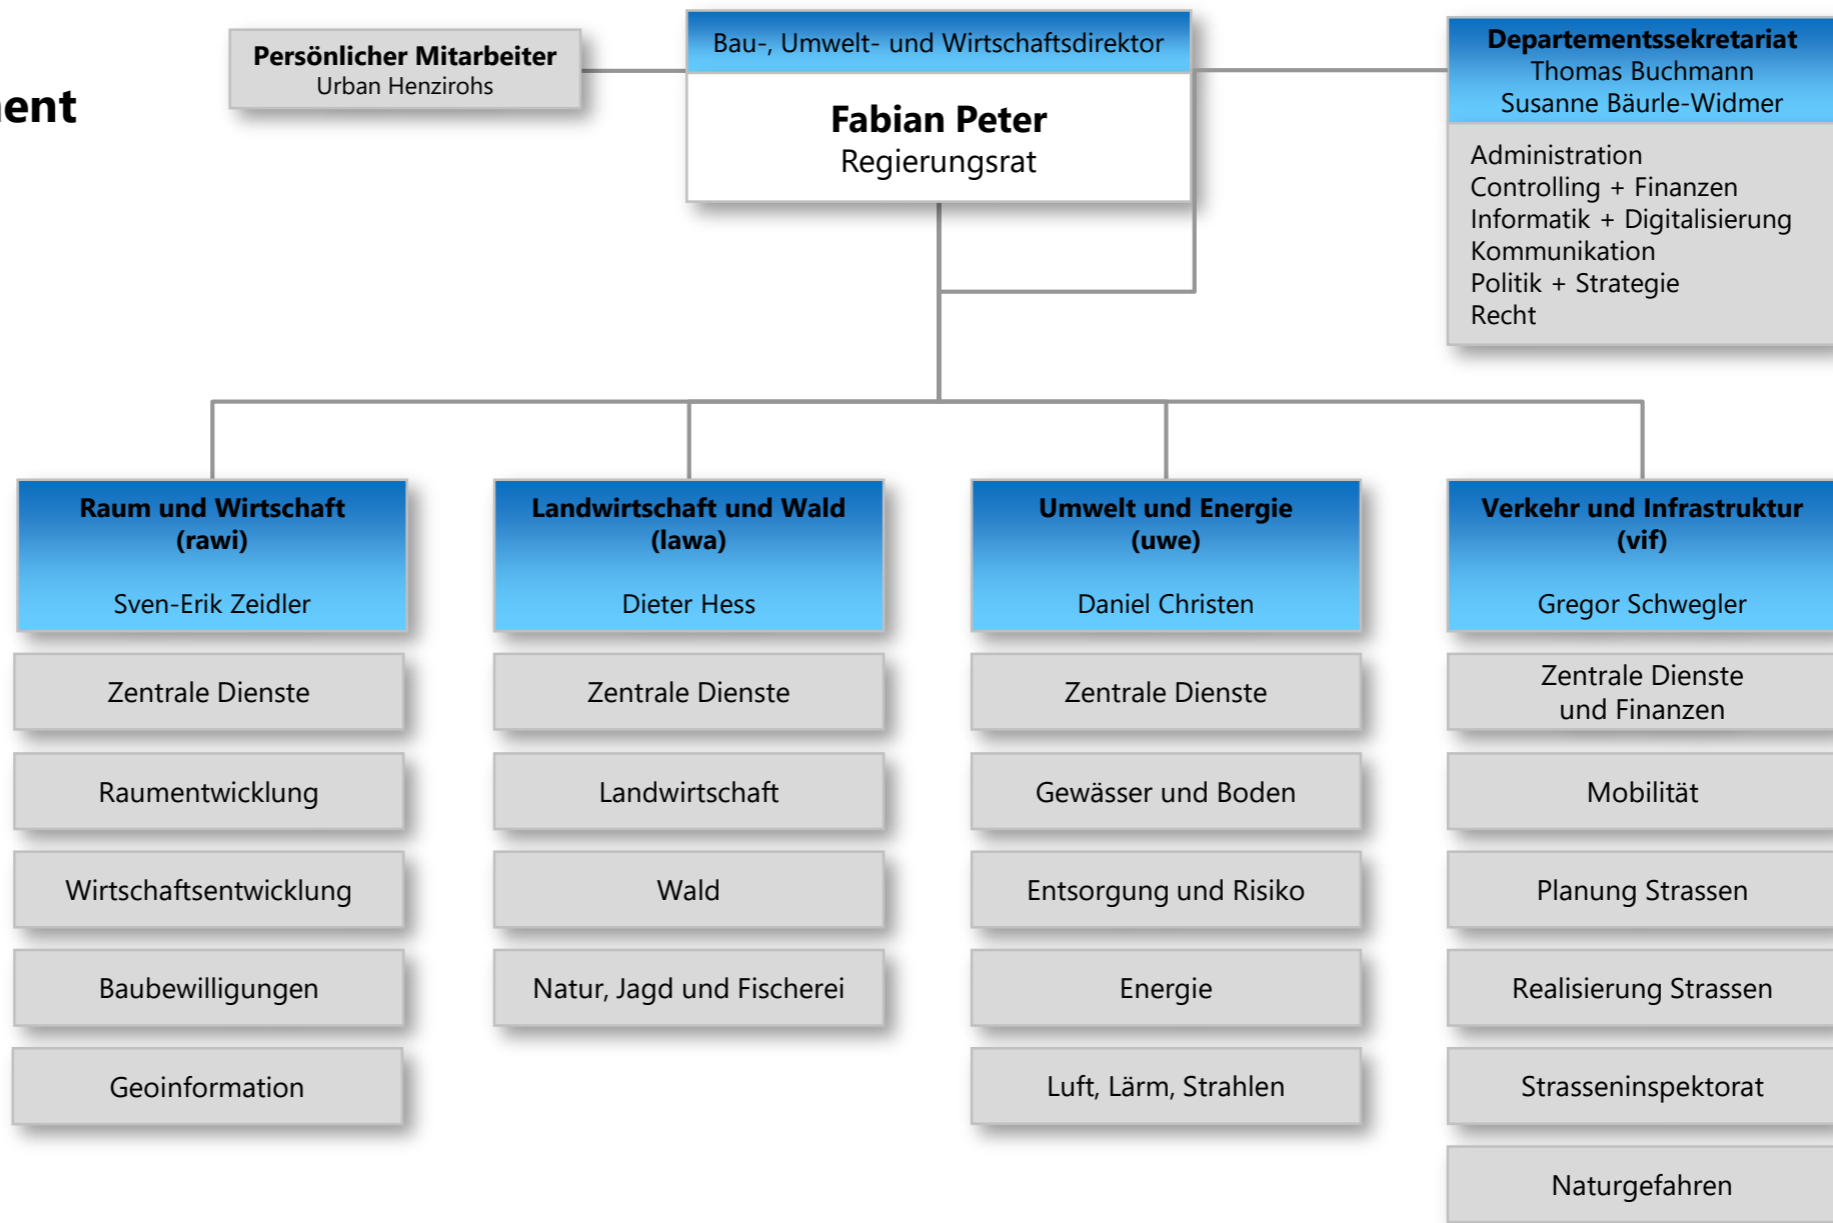 ment
Persönlicher Mitarbeiter
Urban Henzirohs
Bau-, Umwelt- und Wirtschaftsdirektor
Fabian Peter
Regierungsrat
Departementssekretariat
Thomas Buchmann
Susanne Bäurle-Widmer
Administration
Controlling + Finanzen
Informatik + Digitalisierung
Kommunikation
Politik + Strategie
Recht
Raum und Wirtschaft
(rawi)
Sven-Erik Zeidler
Zentrale Dienste
Raumentwicklung
Wirtschaftsentwicklung
Baubewilligungen
Geoinformation
Landwirtschaft und Wald
(lawa)
Dieter Hess
Zentrale Dienste
Landwirtschaft
Wald
Natur, Jagd und Fischerei
Umwelt und Energie
(uwe)
Daniel Christen
Zentrale Dienste
Gewässer und Boden
Entsorgung und Risiko
Energie
Luft, Lärm, Strahlen
Verkehr und Infrastruktur
(vif)
Gregor Schwegler
Zentrale Dienste
und Finanzen
Mobilität
Planung Strassen
Realisierung Strassen
Strasseninspektorat
Naturgefahren